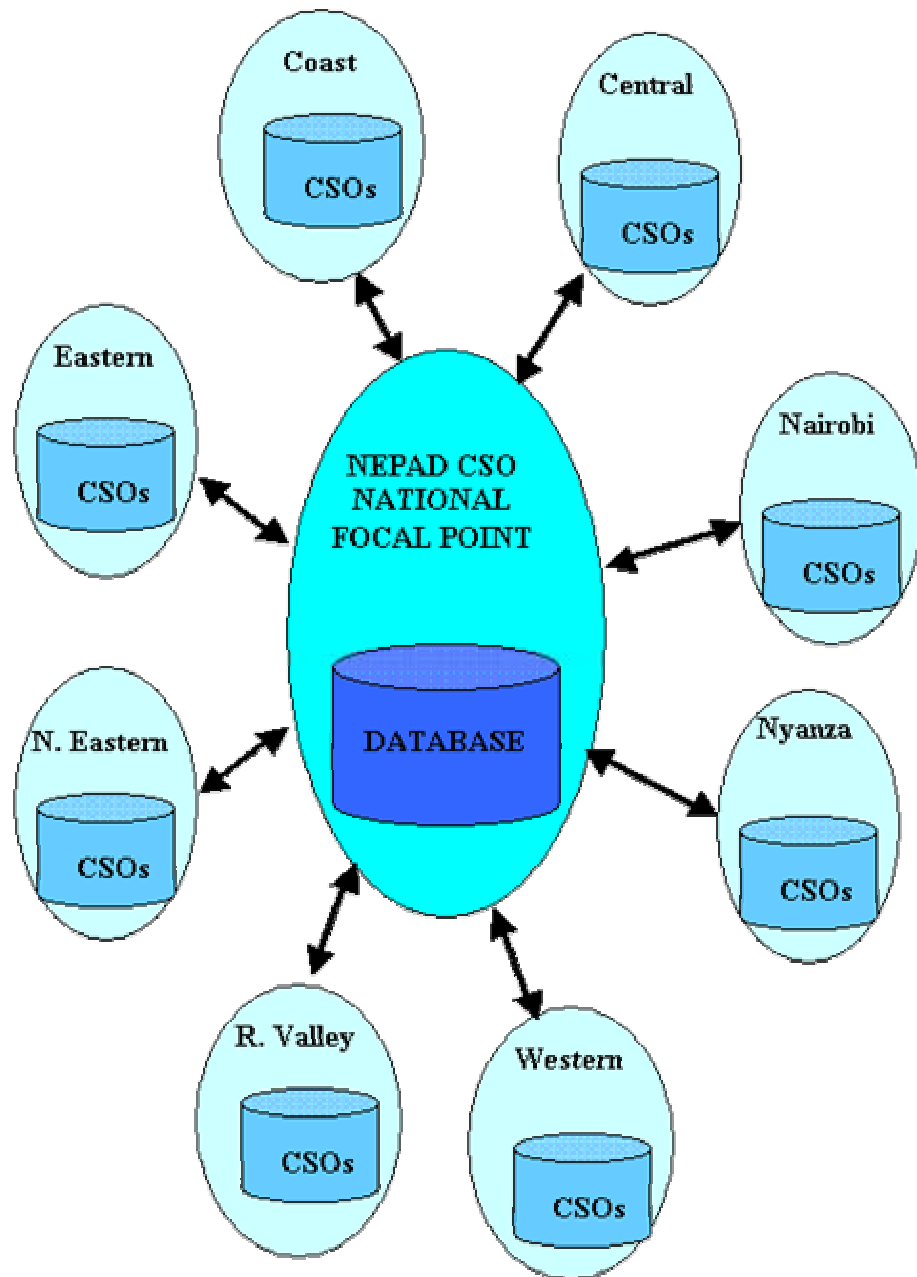 Coast
CSOs
Central
CSOs
Eastern
CSOs
Nairobi
CSOs
NEPAD CSO
NATIONAL
FOCAL POINT
DATABASE
N. Eastern
CSOs
Nyanza
CSOs
R. Valley
CSOs
Western
CSOs